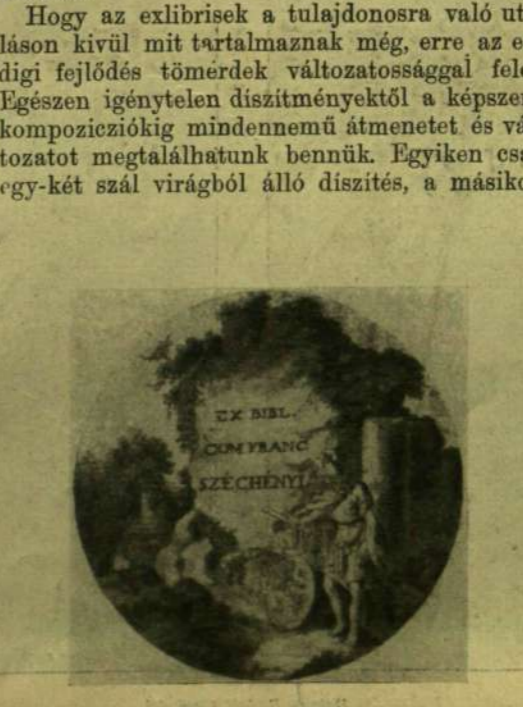 Hogy az exlibrisek a tulajdonosra való ut
láson kivül mit tartalmaznak még, erre az e
digi fejlődés tömérdek változatossággal fele
Egészen igénytelen díszítményektől a képszer
kompozicziókig mindennemű átmenetet és vá
tozatot megtalálhatunk bennük. Egyiken csa
egy-két szál virágból álló díszítés, a másiko
EX BIBL.
COM FRANC
SZÉCHÉNYI